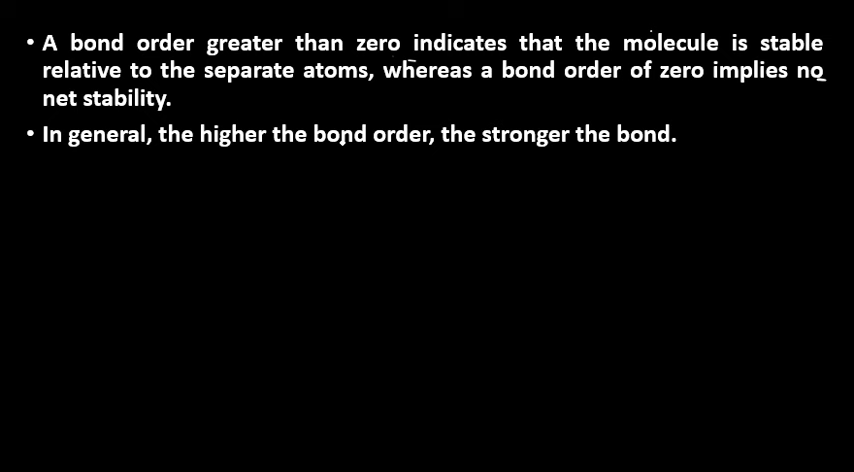 • A bond order greater than zero indicates that the molecule is stable
relative to the separate atoms, whereas a bond order of zero implies no
net stability.
• In general, the higher the bond order, the stronger the bond.